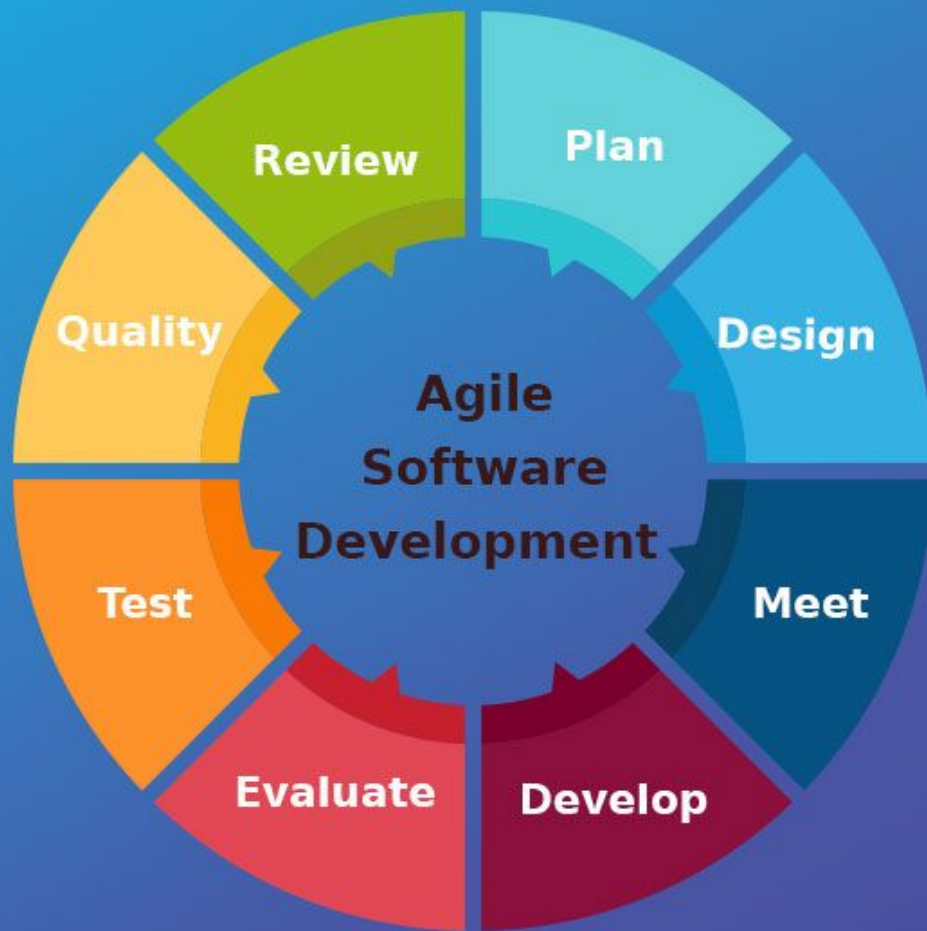 Review
Plan
Quality
Design
Agile
Software
Development
Test
Meet
Evaluate
Develop